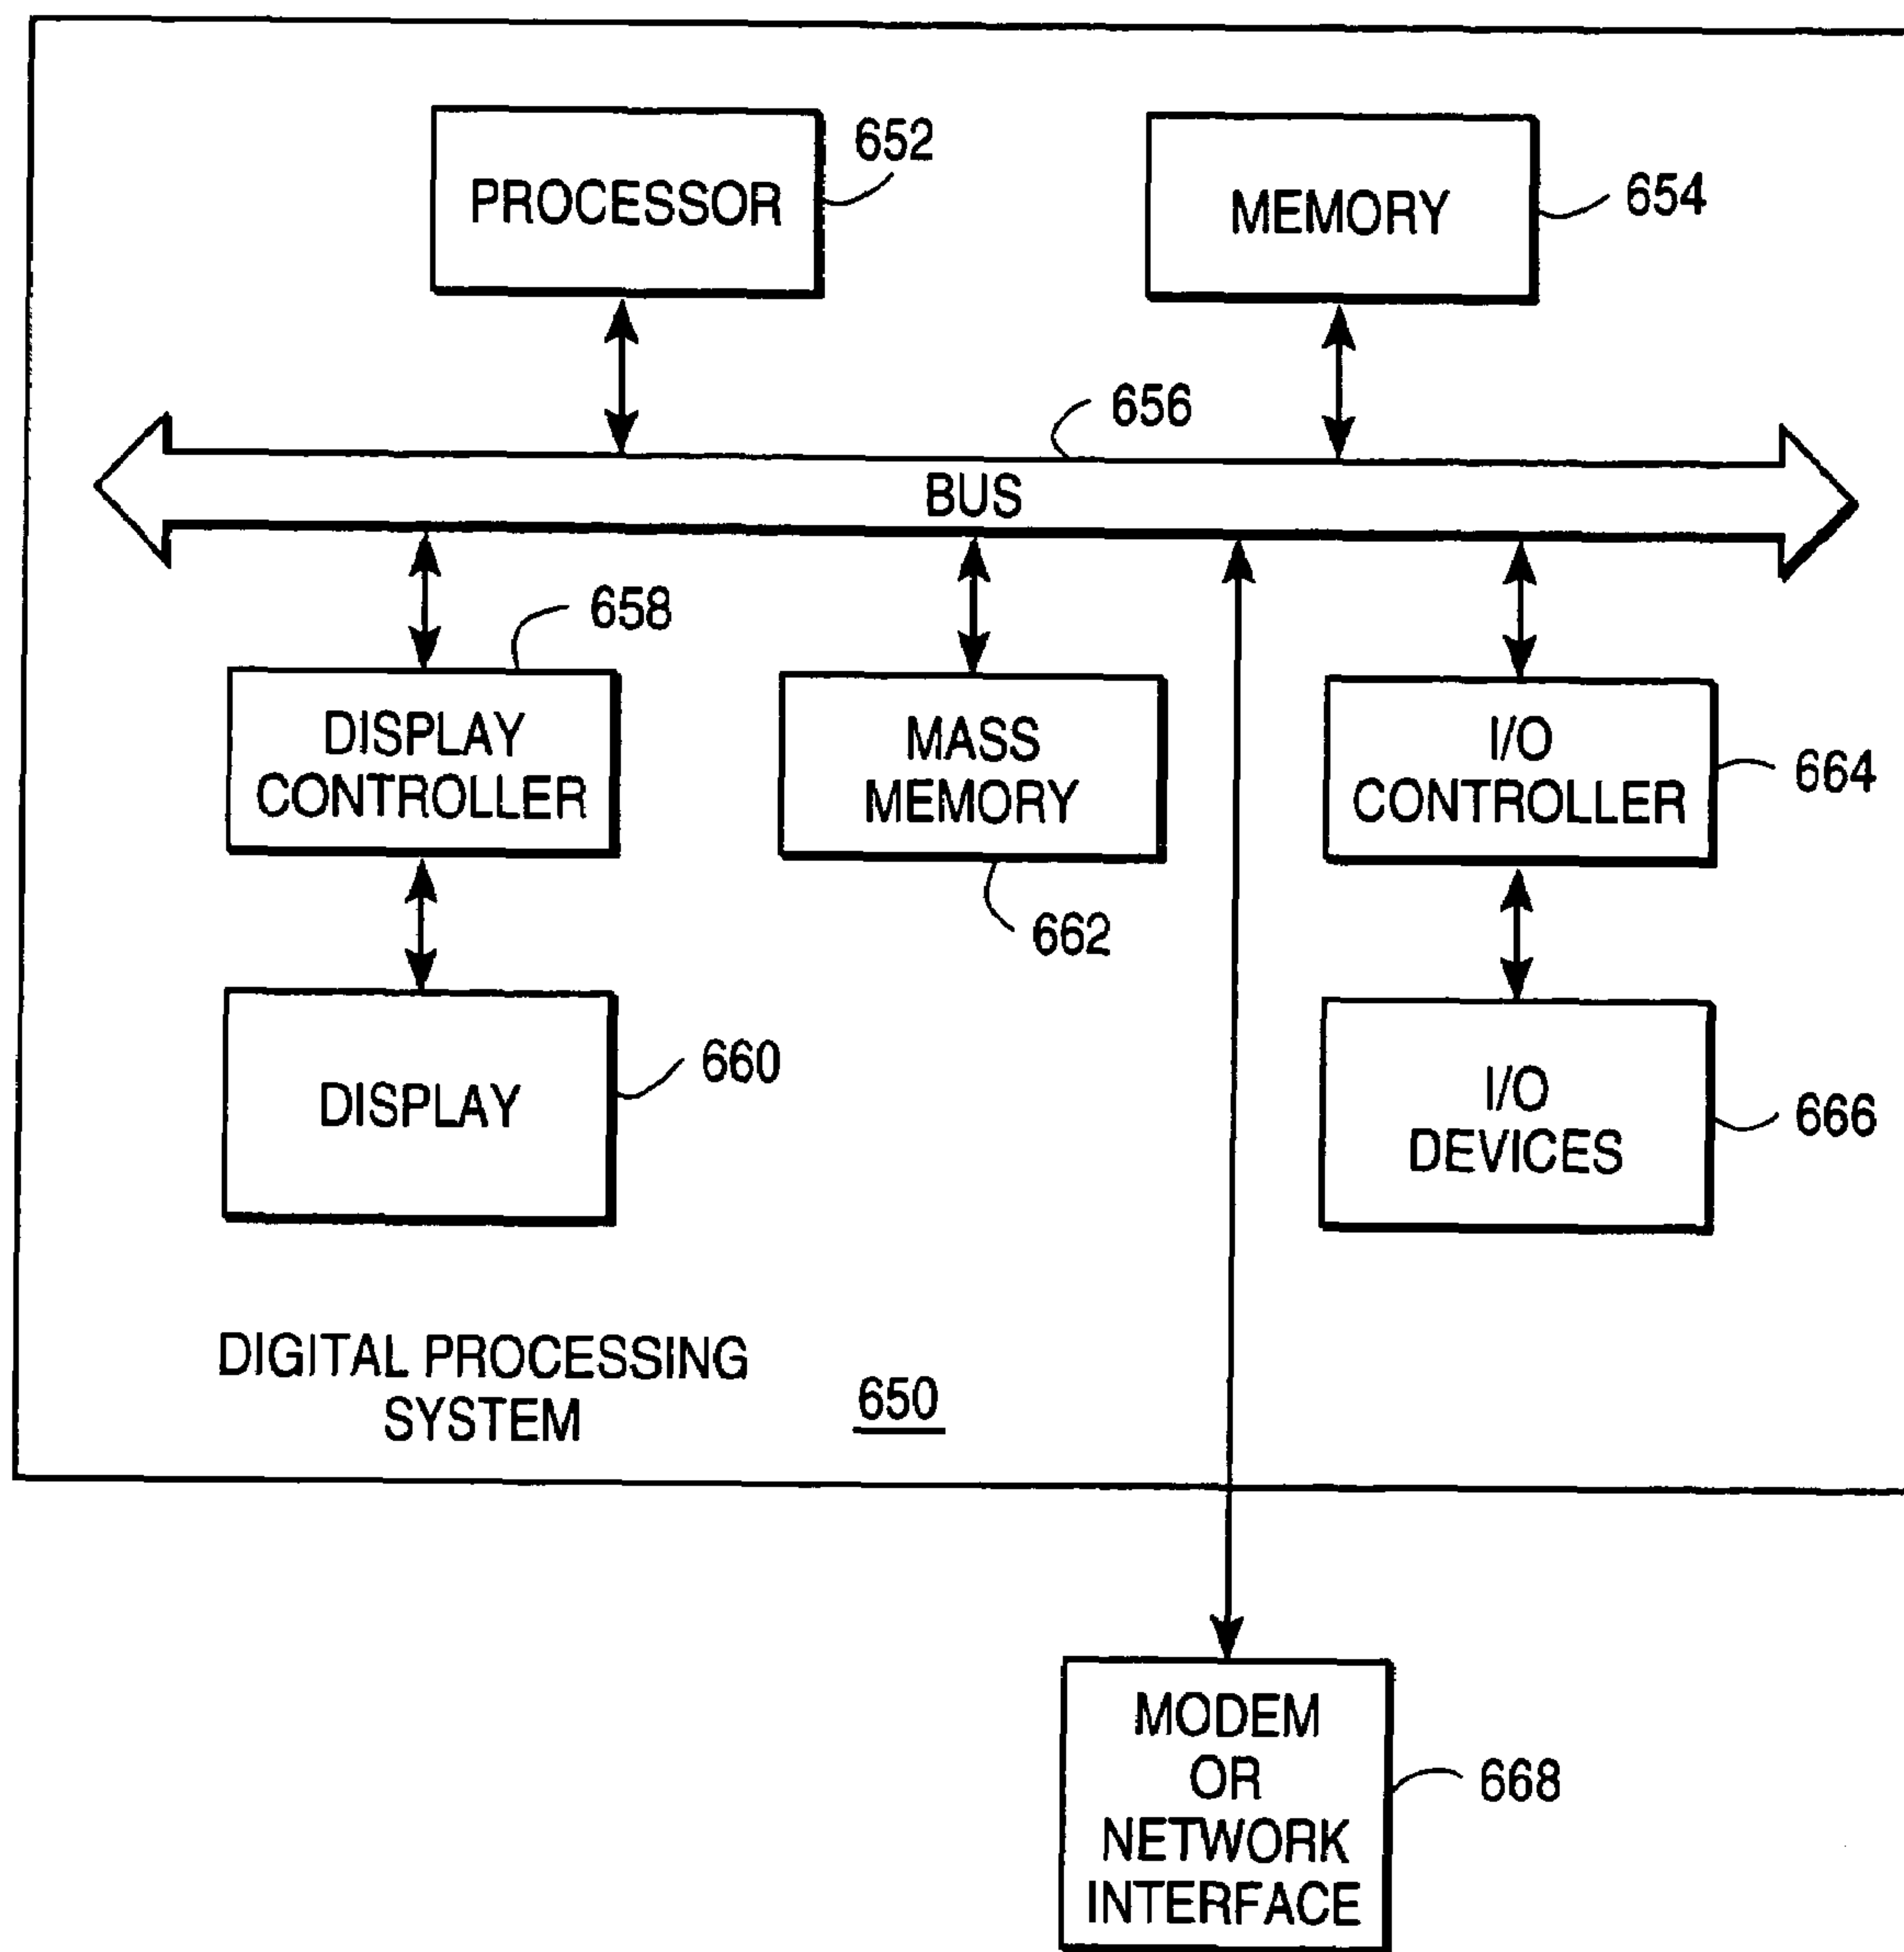 652
PROCESSOR
MEMORY
654
656
BUS
658
DISPLAY
CONTROLLER
MASS
MEMORY
I/O
CONTROLLER
664
662
DISPLAY
660
I/O
DEVICES
666
DIGITAL PROCESSING
SYSTEM
650
MODEM
OR
NETWORK
INTERFACE
668